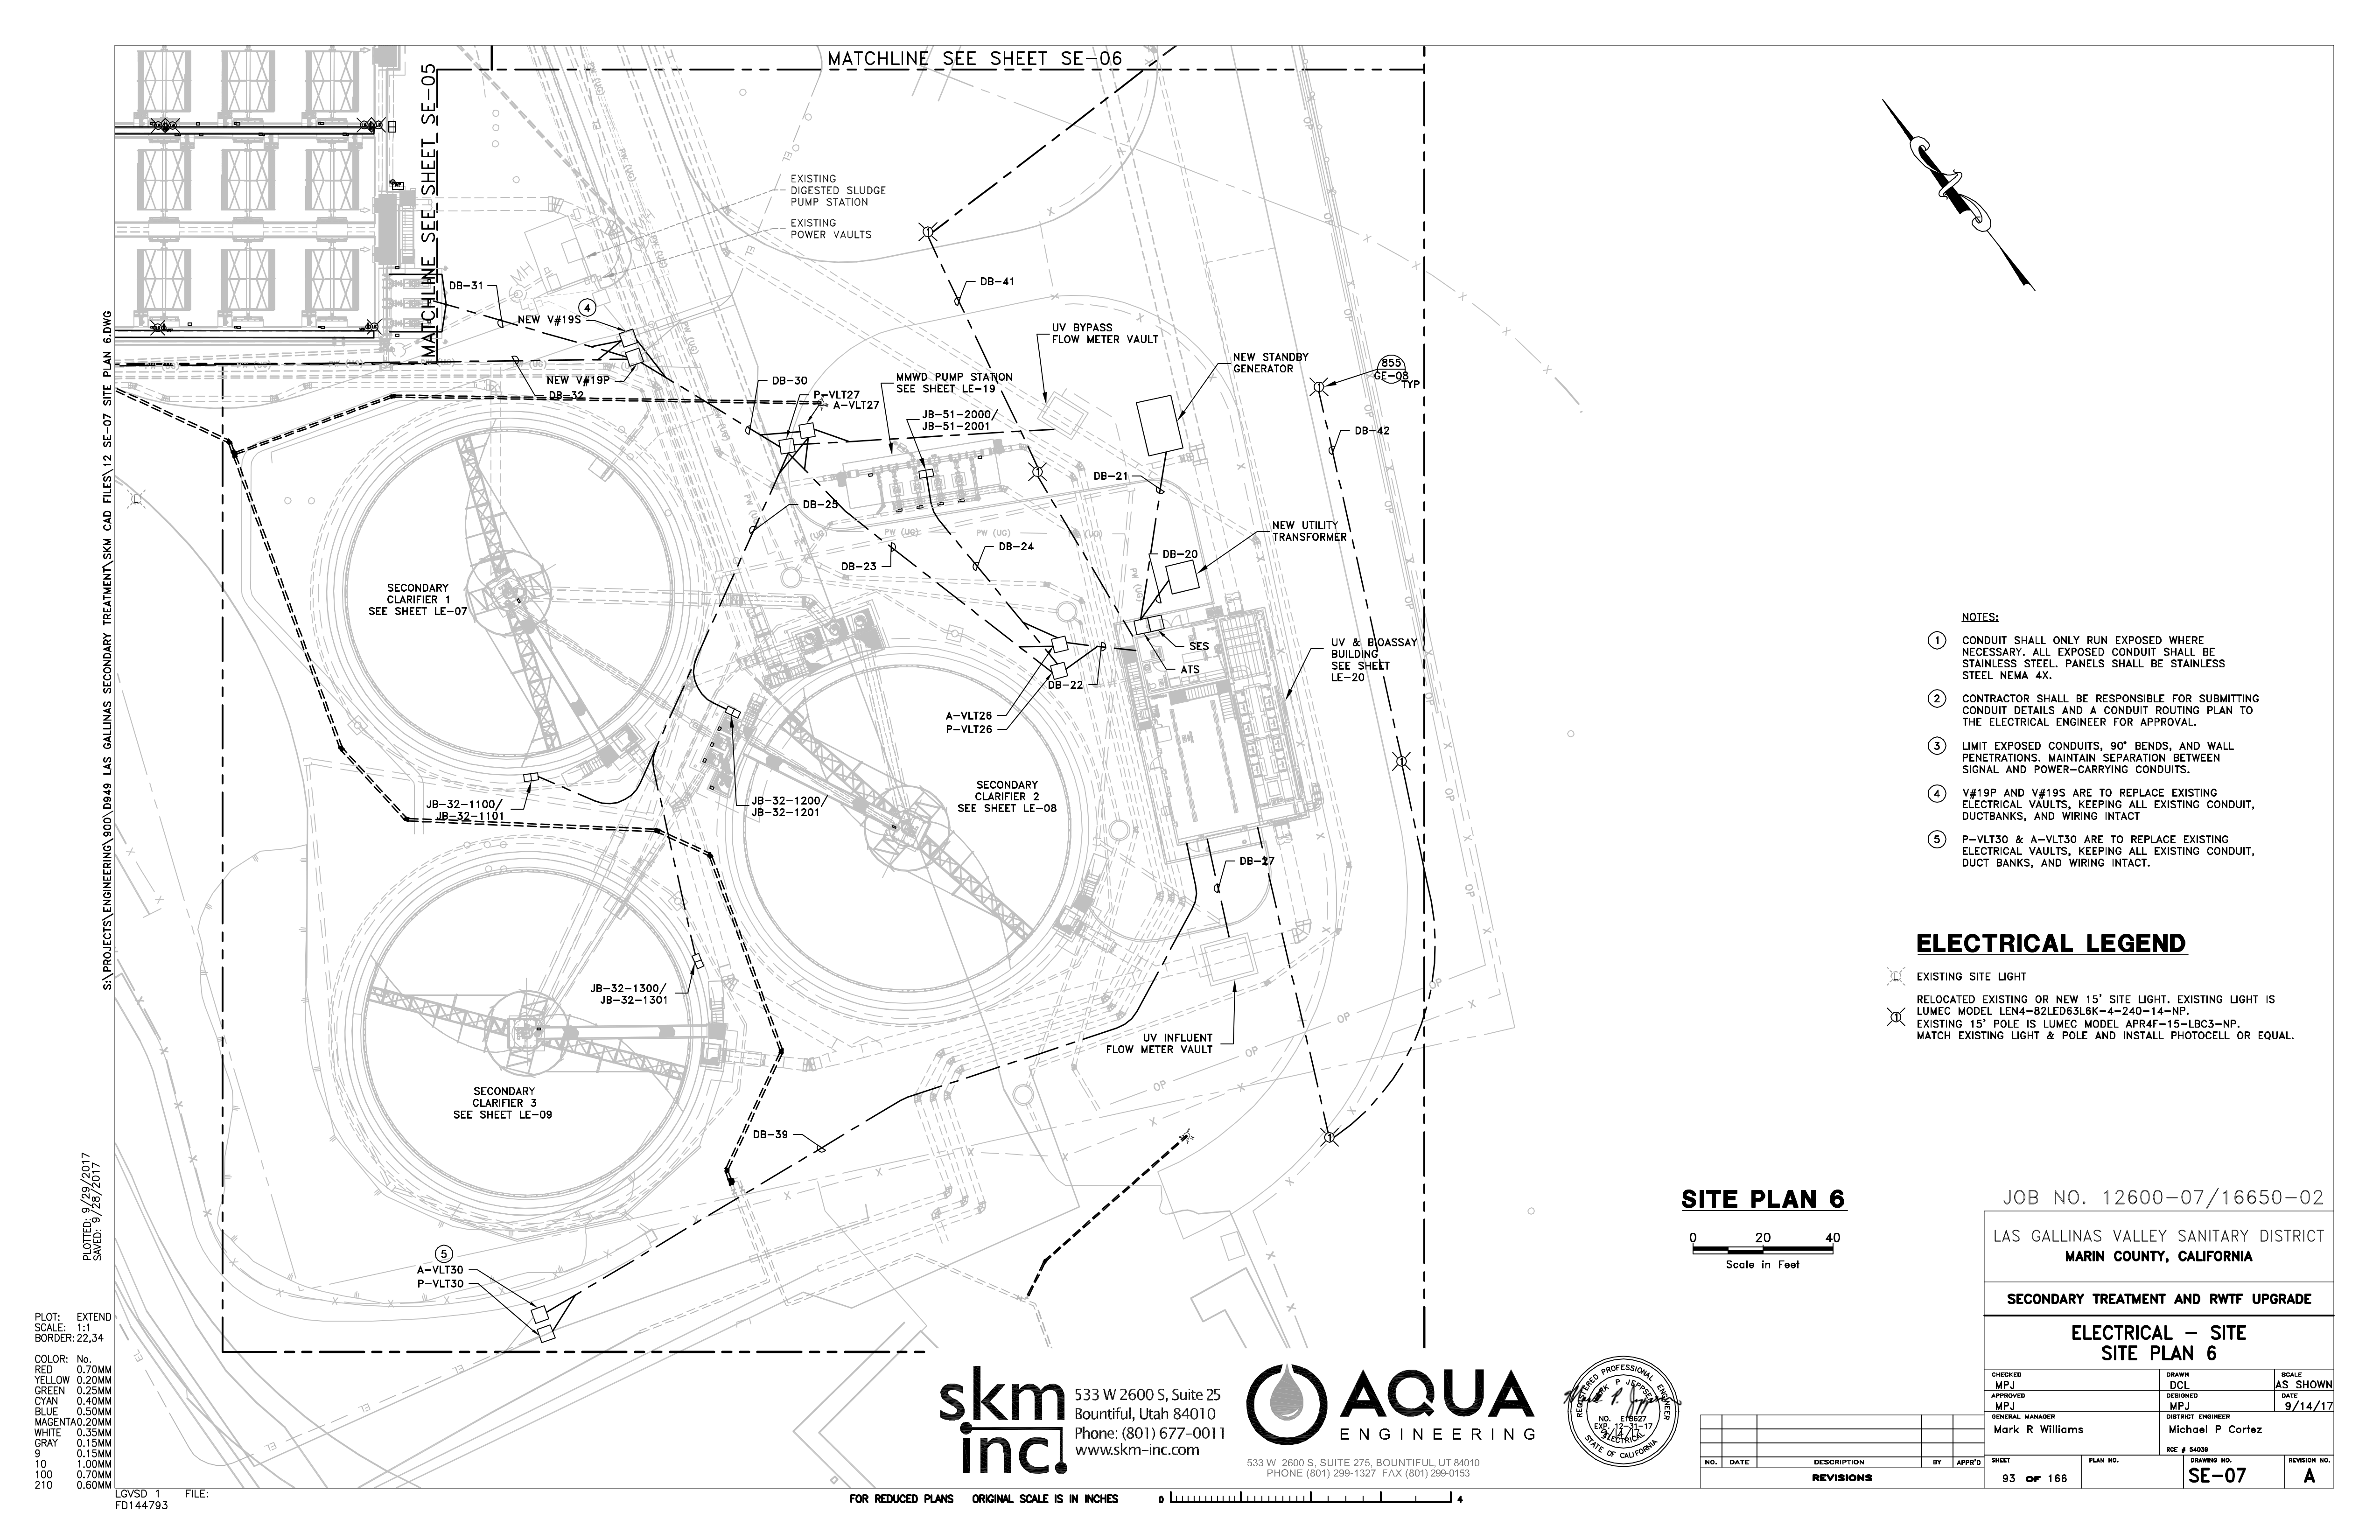 MATCHLINE SEE SHEET SE-06
MATCHLINE SEE SHEET SE-05
S:\PROJECTS\ENGINEERING\900\D949 LAS GALLINAS SECONDARY TREATMENT\SKM CAD FILES\12 SE-07 SITE PLAN 6.DWG
EXISTING
DIGESTED SLUDGE
PUMP STATION
EXISTING
POWER VAULTS
MH
DB-31
4
NEW V#19S
NEW V#19P
DB-32
DB-41
UV BYPASS
FLOW METER VAULT
NEW STANDBY
GENERATOR
855
GE-08
TYP
DB-30
P-VLT27
A-VLT27
MMWD PUMP STATION
SEE SHEET LE-19
JB-51-2000/
JB-51-2001
DB-42
DB-21
DB-25
DB-24
DB-23
PW (UG)
PW (UG)
PW (UG)
NEW UTILITY
TRANSFORMER
DB-20
SECONDARY
CLARIFIER 1
SEE SHEET LE-07
SES
ATS
UV & BIOASSAY
BUILDING
SEE SHEET
LE-20
DB-22
A-VLT26
P-VLT26
SECONDARY
CLARIFIER 2
SEE SHEET LE-08
JB-32-1100/
JB-32-1101
JB-32-1200/
JB-32-1201
DB-27
JB-32-1300/
JB-32-1301
UV INFLUENT
FLOW METER VAULT
SECONDARY
CLARIFIER 3
SEE SHEET LE-09
DB-39
OP
OP
OP
EL
EL
5
A-VLT30
P-VLT30
NOTES:
1 CONDUIT SHALL ONLY RUN EXPOSED WHERE
NECESSARY. ALL EXPOSED CONDUIT SHALL BE
STAINLESS STEEL. PANELS SHALL BE STAINLESS
STEEL NEMA 4X.
2 CONTRACTOR SHALL BE RESPONSIBLE FOR SUBMITTING
CONDUIT DETAILS AND A CONDUIT ROUTING PLAN TO
THE ELECTRICAL ENGINEER FOR APPROVAL.
3 LIMIT EXPOSED CONDUITS, 90° BENDS, AND WALL
PENETRATIONS. MAINTAIN SEPARATION BETWEEN
SIGNAL AND POWER-CARRYING CONDUITS.
4 V#19P AND V#19S ARE TO REPLACE EXISTING
ELECTRICAL VAULTS, KEEPING ALL EXISTING CONDUIT,
DUCTBANKS, AND WIRING INTACT
5 P-VLT30 & A-VLT30 ARE TO REPLACE EXISTING
ELECTRICAL VAULTS, KEEPING ALL EXISTING CONDUIT,
DUCT BANKS, AND WIRING INTACT.
ELECTRICAL LEGEND
EXISTING SITE LIGHT
RELOCATED EXISTING OR NEW 15' SITE LIGHT. EXISTING LIGHT IS
LUMEC MODEL LEN4-82LED63L6K-4-240-14-NP.
EXISTING 15' POLE IS LUMEC MODEL APR4F-15-LBC3-NP.
MATCH EXISTING LIGHT & POLE AND INSTALL PHOTOCELL OR EQUAL.
SITE PLAN 6
0 20 40
Scale in Feet
JOB NO. 12600-07/16650-02
LAS GALLINAS VALLEY SANITARY DISTRICT
MARIN COUNTY, CALIFORNIA
SECONDARY TREATMENT AND RWTF UPGRADE
ELECTRICAL - SITE
SITE PLAN 6
CHECKED
MPJ
DRAWN
DCL
SCALE
AS SHOWN
APPROVED
MPJ
DESIGNED
MPJ
DATE
9/14/17
GENERAL MANAGER
Mark R Williams
DISTRICT ENGINEER
Michael P Cortez
RCE # 54039
SHEET
93 OF 166
PLAN NO.
DRAWING NO.
SE-07
REVISION NO.
A
NO. DATE DESCRIPTION BY APPR'D
REVISIONS
PLOTTED: 9/29/2017
SAVED: 9/28/2017
PLOT: EXTEND
SCALE: 1:1
BORDER: 22,34
COLOR: No.
RED 0.70MM
YELLOW 0.20MM
GREEN 0.25MM
CYAN 0.40MM
BLUE 0.50MM
MAGENTA 0.20MM
WHITE 0.35MM
GRAY 0.15MM
9 0.15MM
10 1.00MM
100 0.70MM
210 0.60MM
LGVSD 1 FILE:
FD144793
skm
inc.
533 W 2600 S, Suite 25
Bountiful, Utah 84010
Phone: (801) 677-0011
www.skm-inc.com
AQUA
ENGINEERING
533 W 2600 S, SUITE 275, BOUNTIFUL, UT 84010
PHONE (801) 299-1327 FAX (801) 299-0153
REGISTERED PROFESSIONAL ENGINEER
MARK P JEPPSEN
NO. E18627
EXP. 12-31-17
9/14/17
ELECTRICAL
STATE OF CALIFORNIA
FOR REDUCED PLANS ORIGINAL SCALE IS IN INCHES
0 4